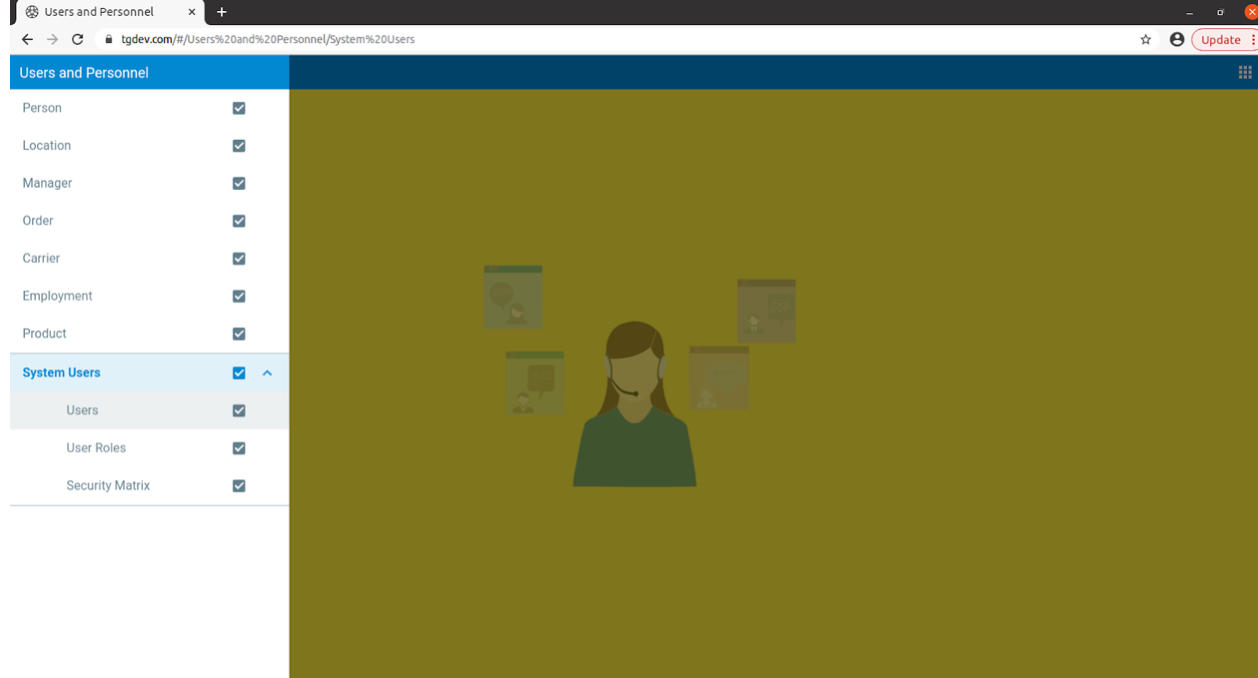 Users and Personnel
tgdev.com/#/Users%20and%20Personnel/System%20Users
Update
Users and Personnel
Person
Location
Manager
Order
Carrier
Employment
Product
System Users
Users
User Roles
Security Matrix